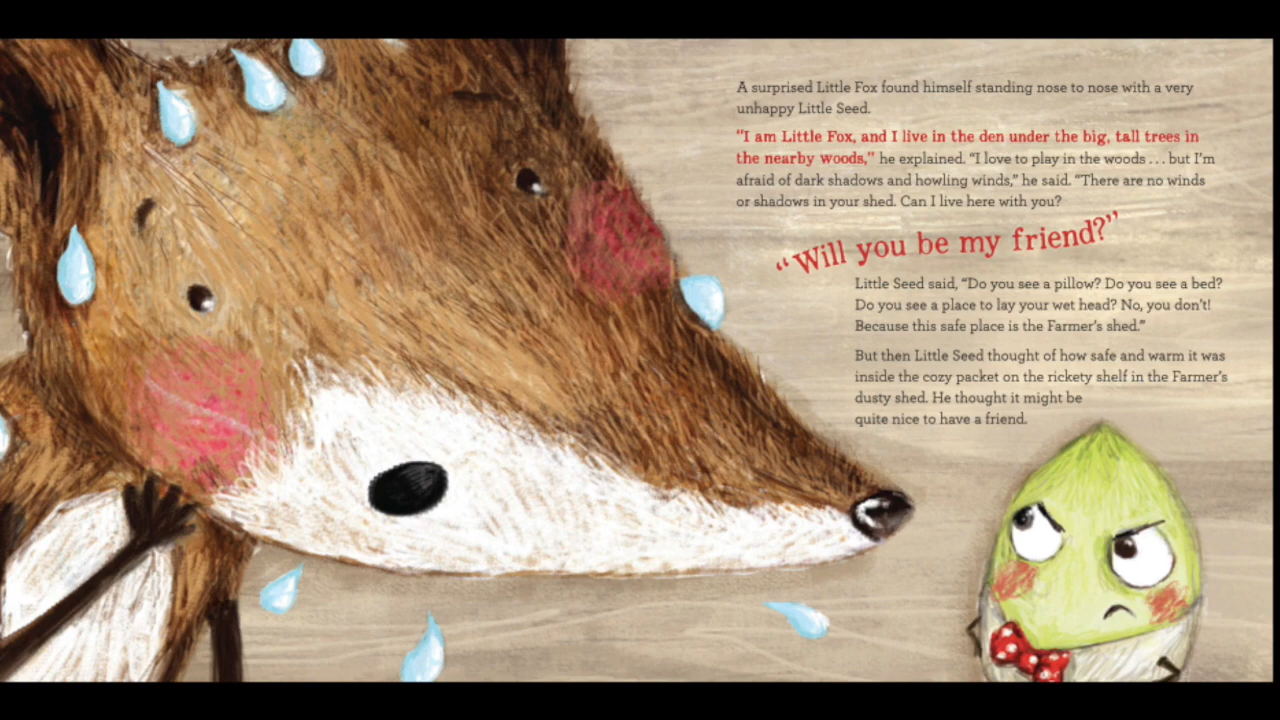 A surprised Little Fox found himself standing nose to nose with a very
unhappy Little Seed.
“I am Little Fox, and I live in the den under the big, tall trees in
the nearby woods,” he explained. “I love to play in the woods . . . but I’m
afraid of dark shadows and howling winds,” he said. “There are no winds
or shadows in your shed. Can I live here with you?
“Will you be my friend?”
Little Seed said, “Do you see a pillow? Do you see a bed?
Do you see a place to lay your wet head? No, you don’t!
Because this safe place is the Farmer’s shed.”
But then Little Seed thought of how safe and warm it was
inside the cozy packet on the rickety shelf in the Farmer’s
dusty shed. He thought it might be
quite nice to have a friend.